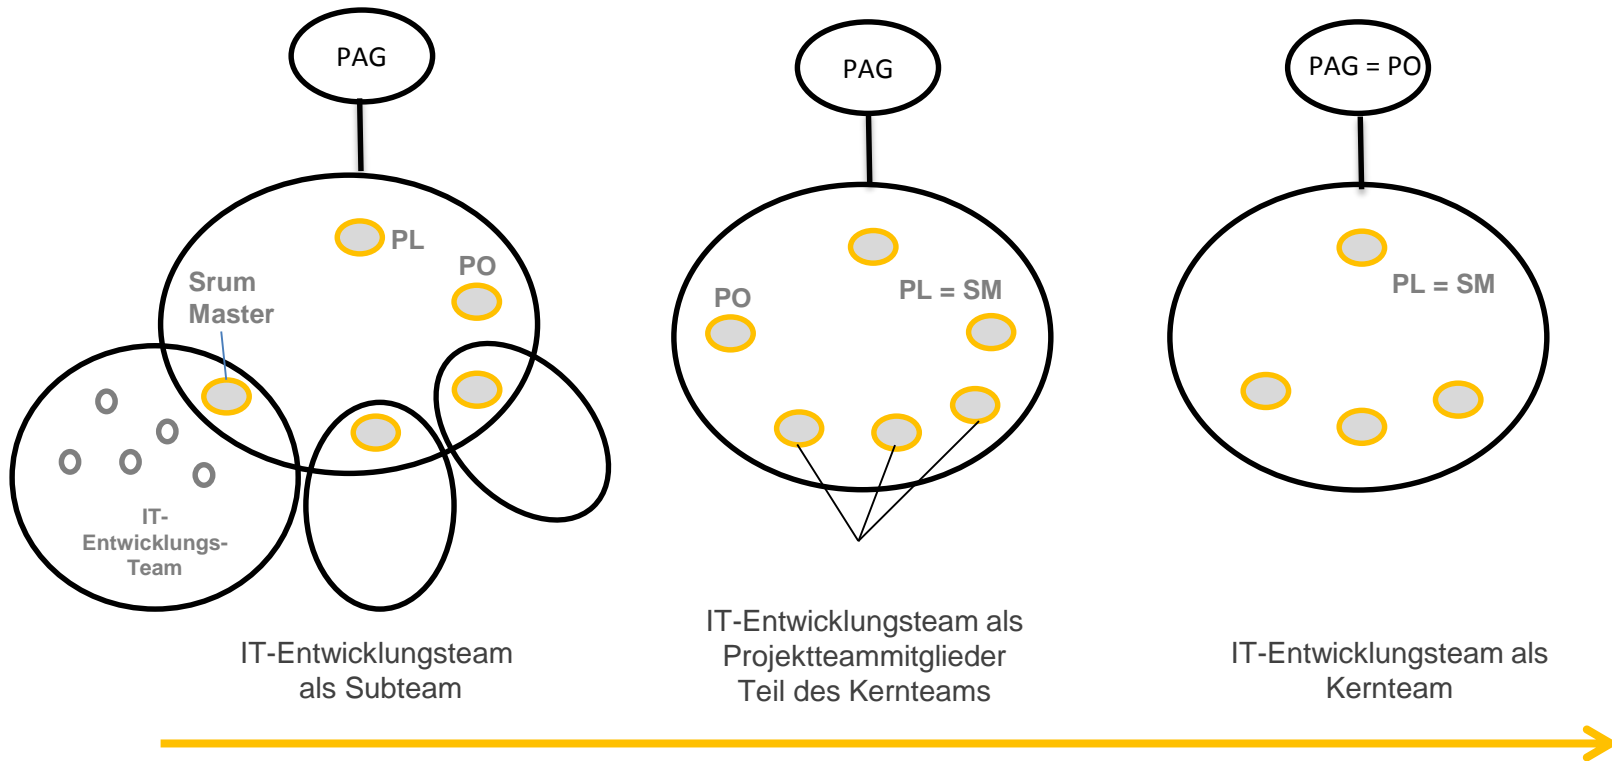 PAG
PL
PO
Srum
Master
IT-
Entwicklungs-
Team
IT-Entwicklungsteam
als Subteam
PAG
PO
PL = SM
IT-Entwicklungsteam als
Projektteammitglieder
Teil des Kernteams
PAG = PO
PL = SM
IT-Entwicklungsteam als
Kernteam